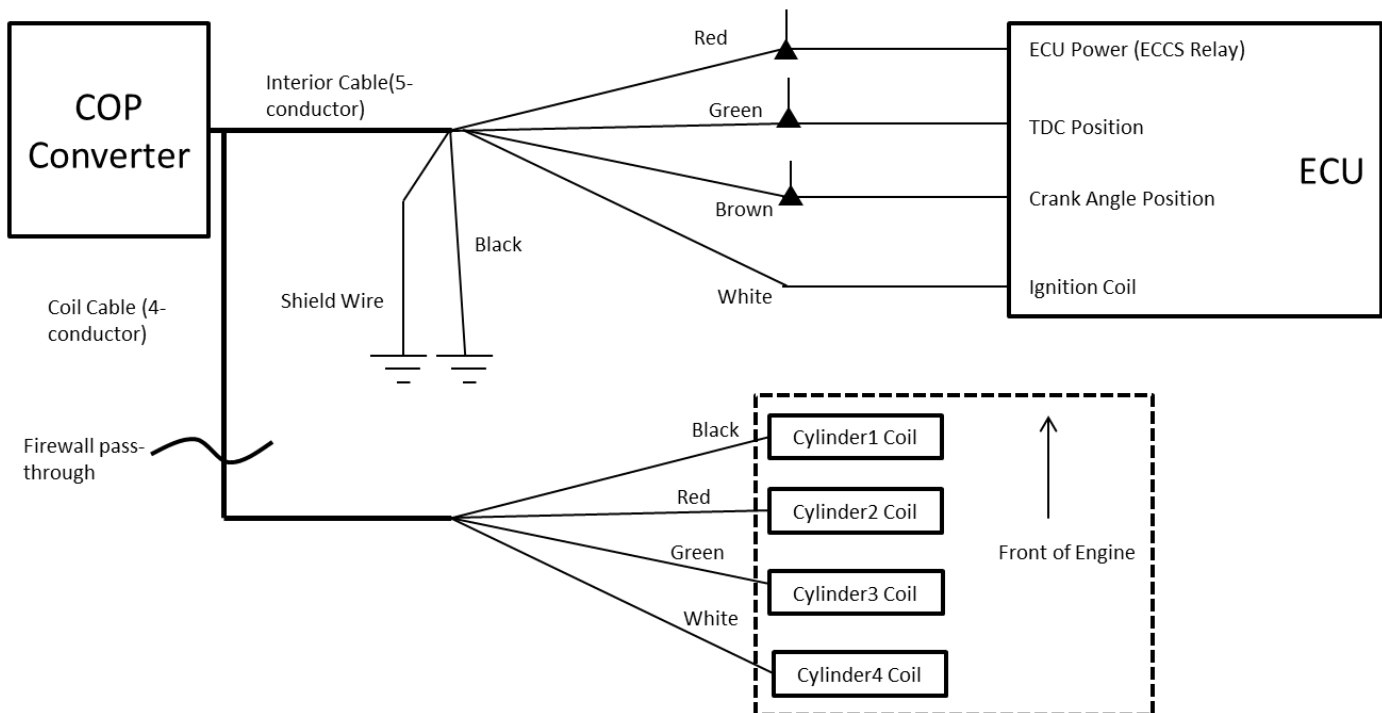 COP
Converter
Interior Cable(5-
conductor)
Red
Green
Brown
White
Shield Wire
Black
ECU Power (ECCS Relay)
TDC Position
Crank Angle Position
Ignition Coil
ECU
Coil Cable (4-
conductor)
Firewall pass-
through
Black
Red
Green
White
Cylinder1 Coil
Cylinder2 Coil
Cylinder3 Coil
Cylinder4 Coil
Front of Engine